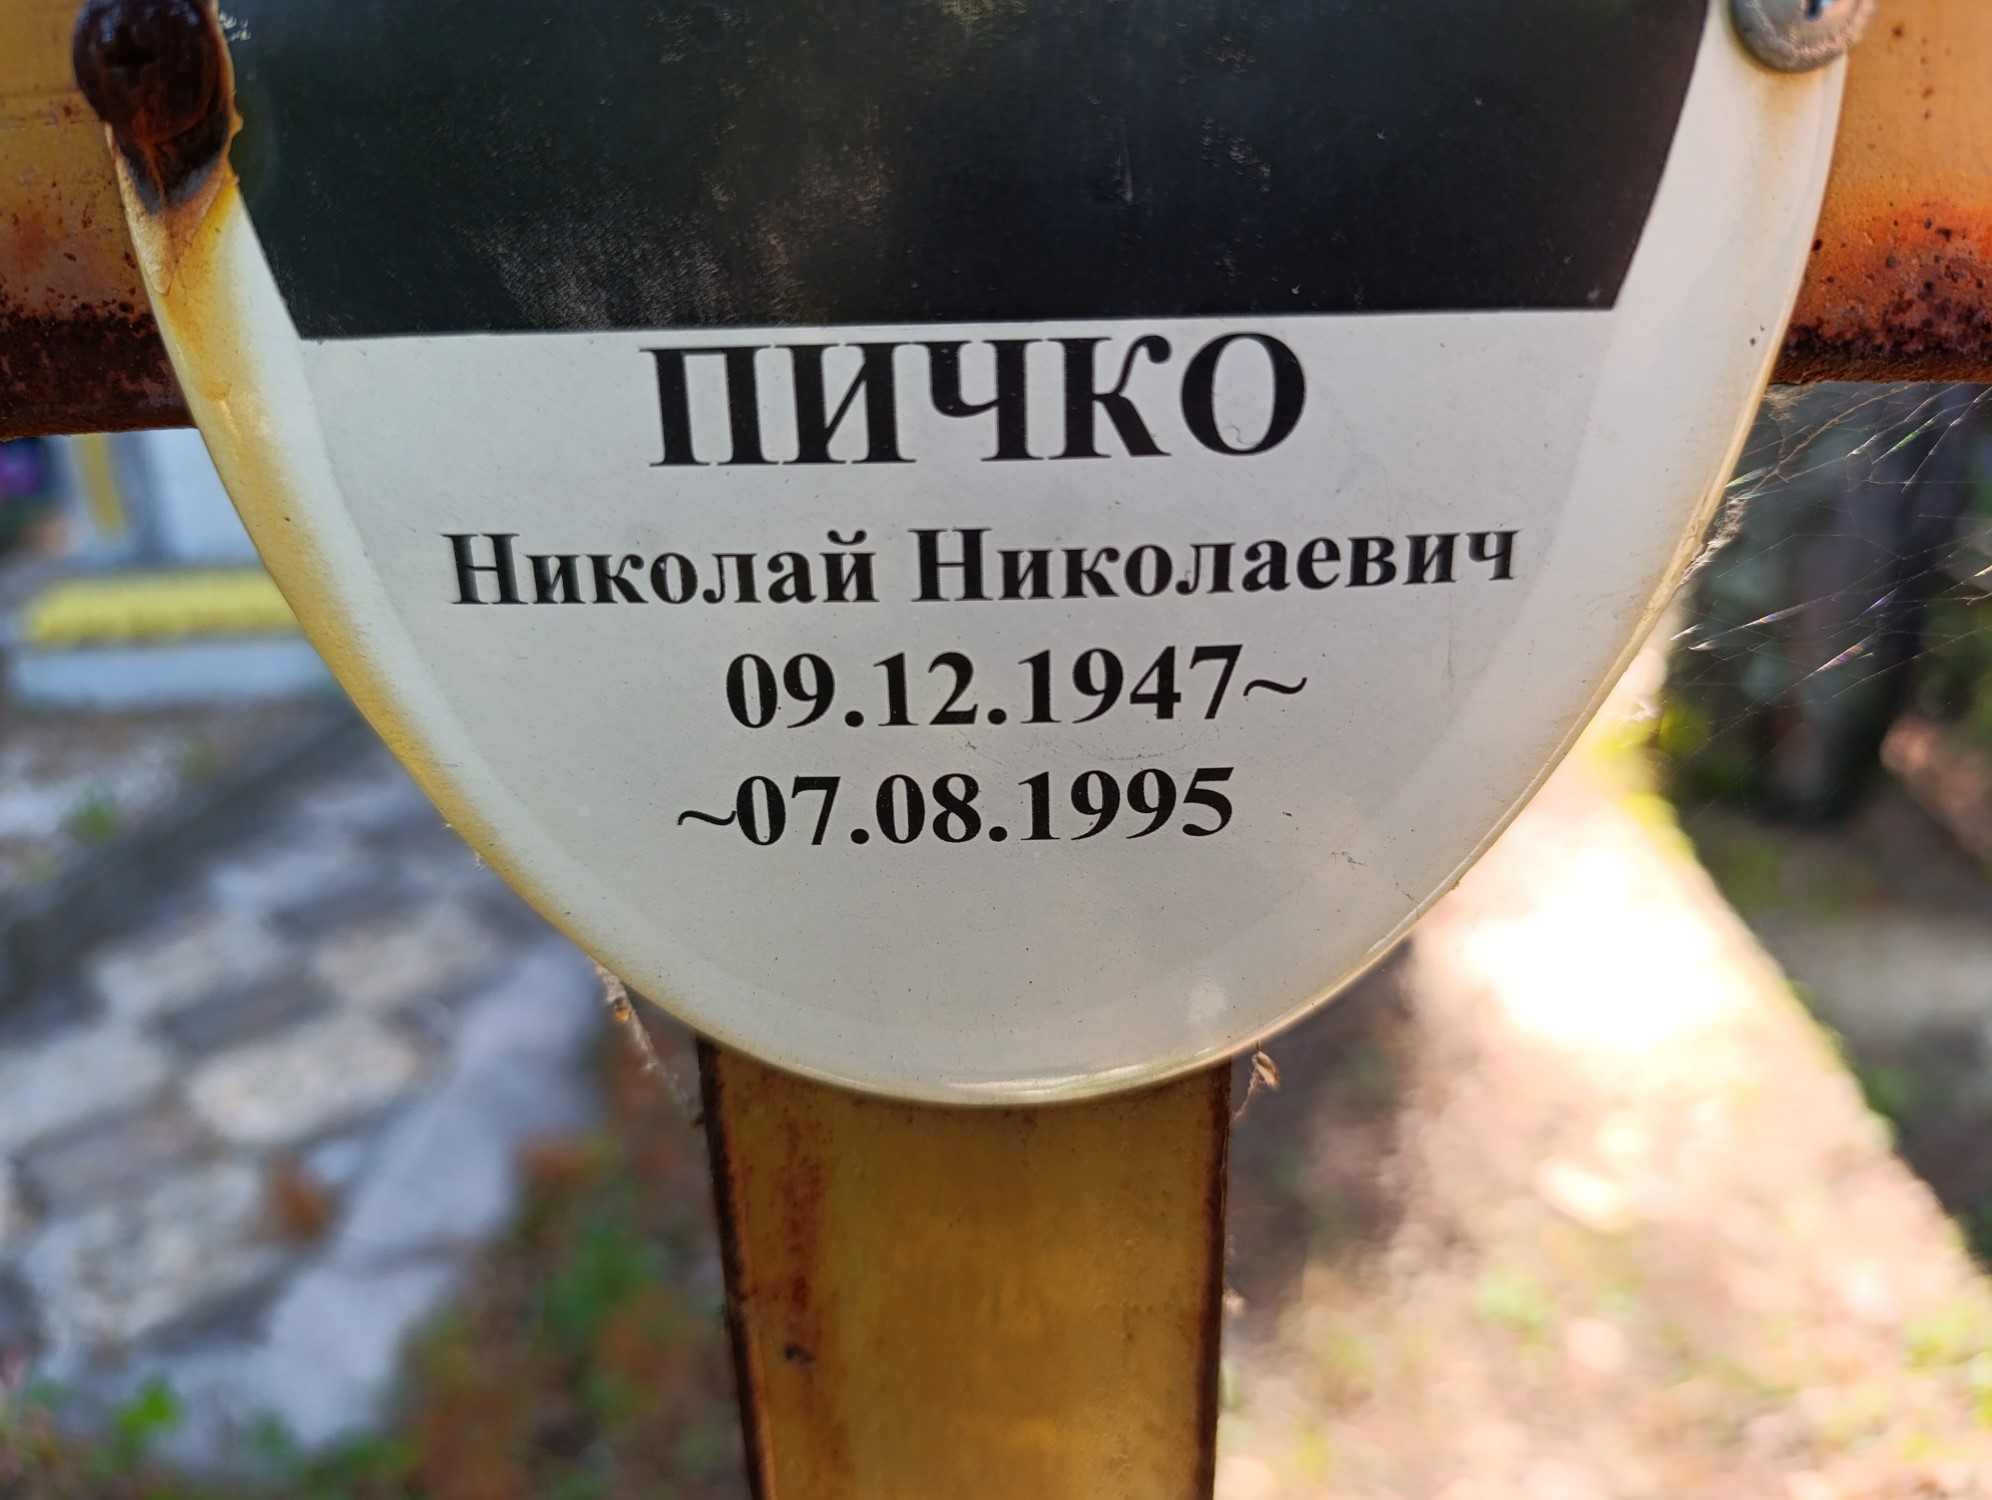 ПИЧКО
Николай Николаевич
09.12.1947~
~07.08.1995